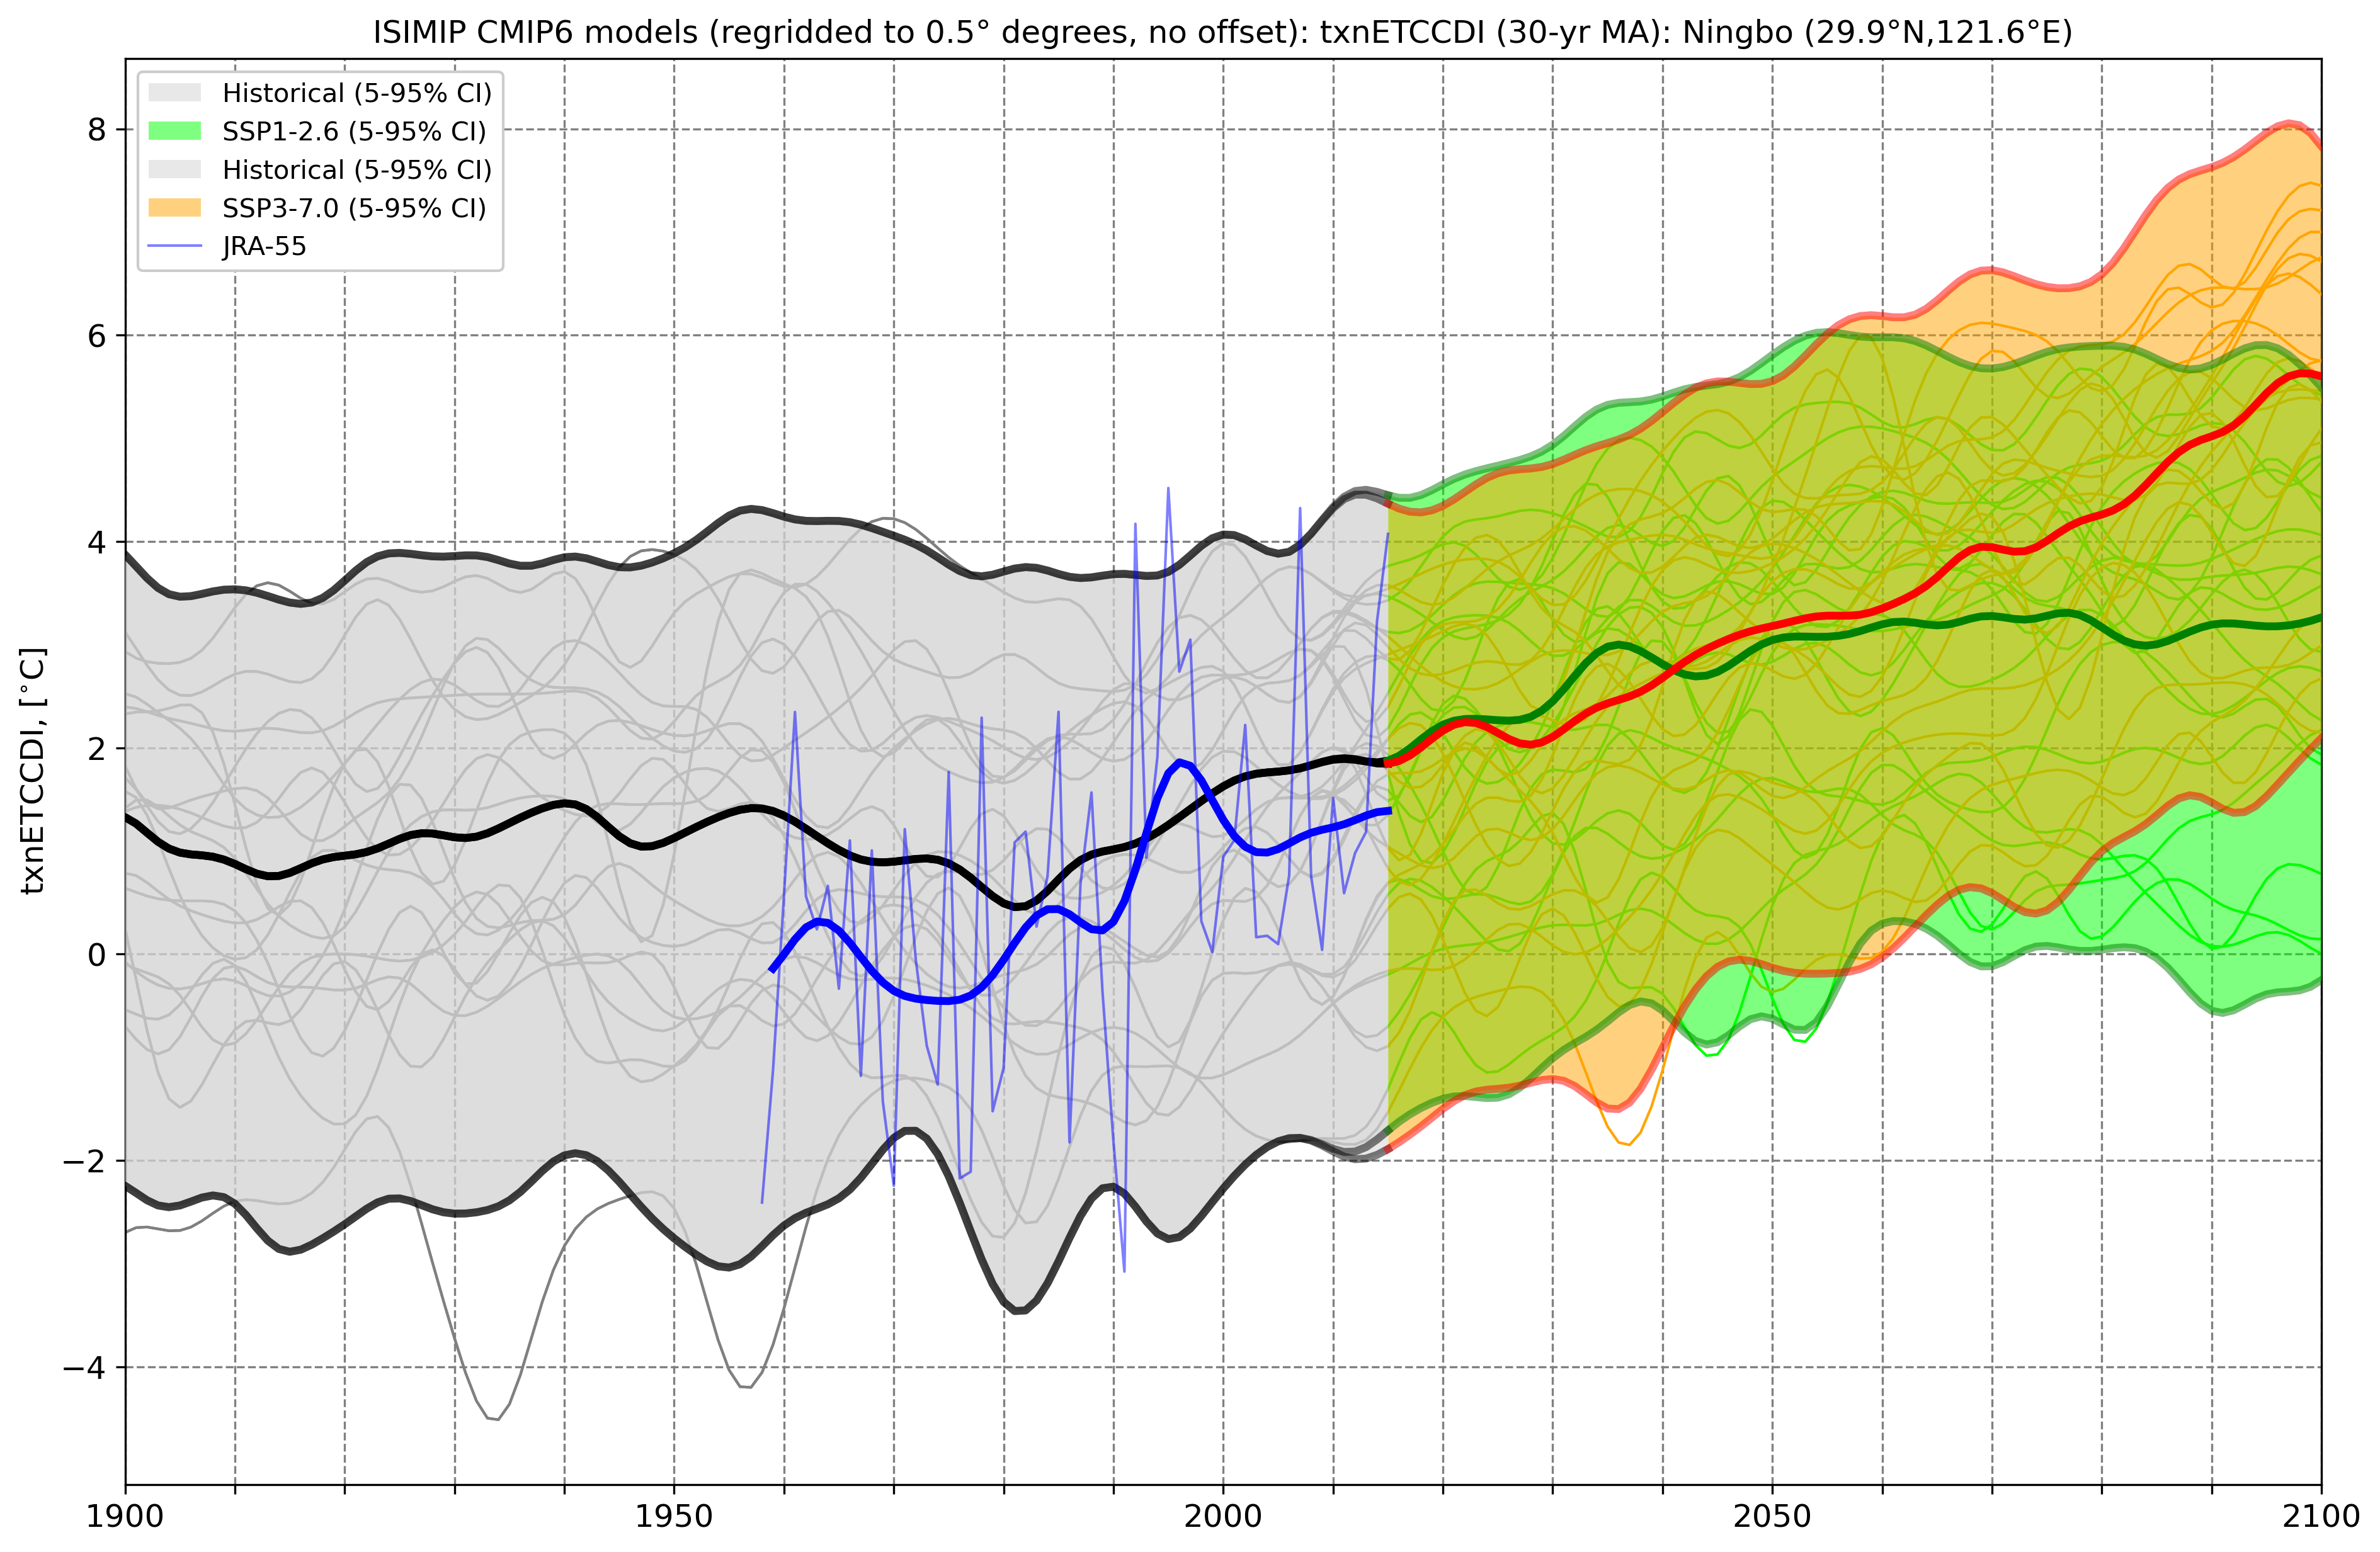 ISIMIP CMIP6 models (regridded to 0.5° degrees, no offset): txnETCCDI (30-yr MA): Ningbo (29.9°N,121.6°E)
Historical (5-95% CI)
SSP1-2.6 (5-95% CI)
Historical (5-95% CI)
SSP3-7.0 (5-95% CI)
JRA-55
txnETCCDI, [°C]
8
6
4
2
0
−2
−4
1900
1950
2000
2050
2100